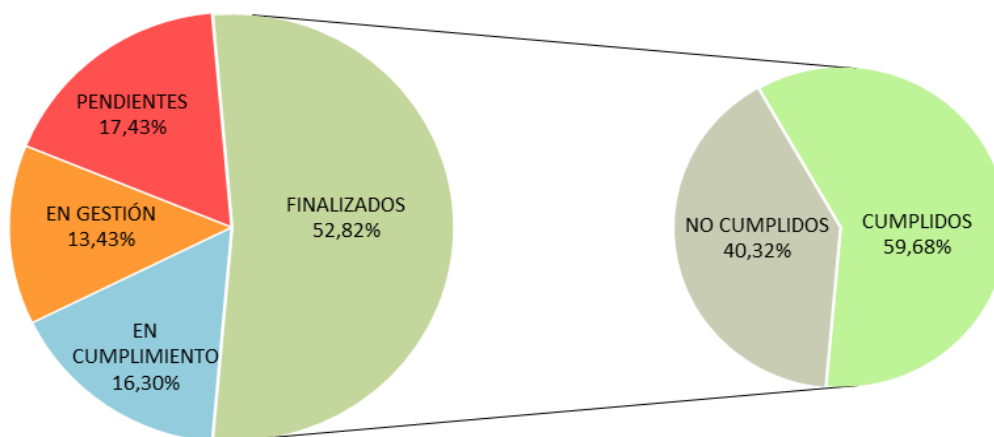 PENDIENTES
17,43%
EN GESTIÓN
13,43%
EN
CUMPLIMIENTO
16,30%
FINALIZADOS
52,82%
NO CUMPLIDOS
40,32%
CUMPLIDOS
59,68%